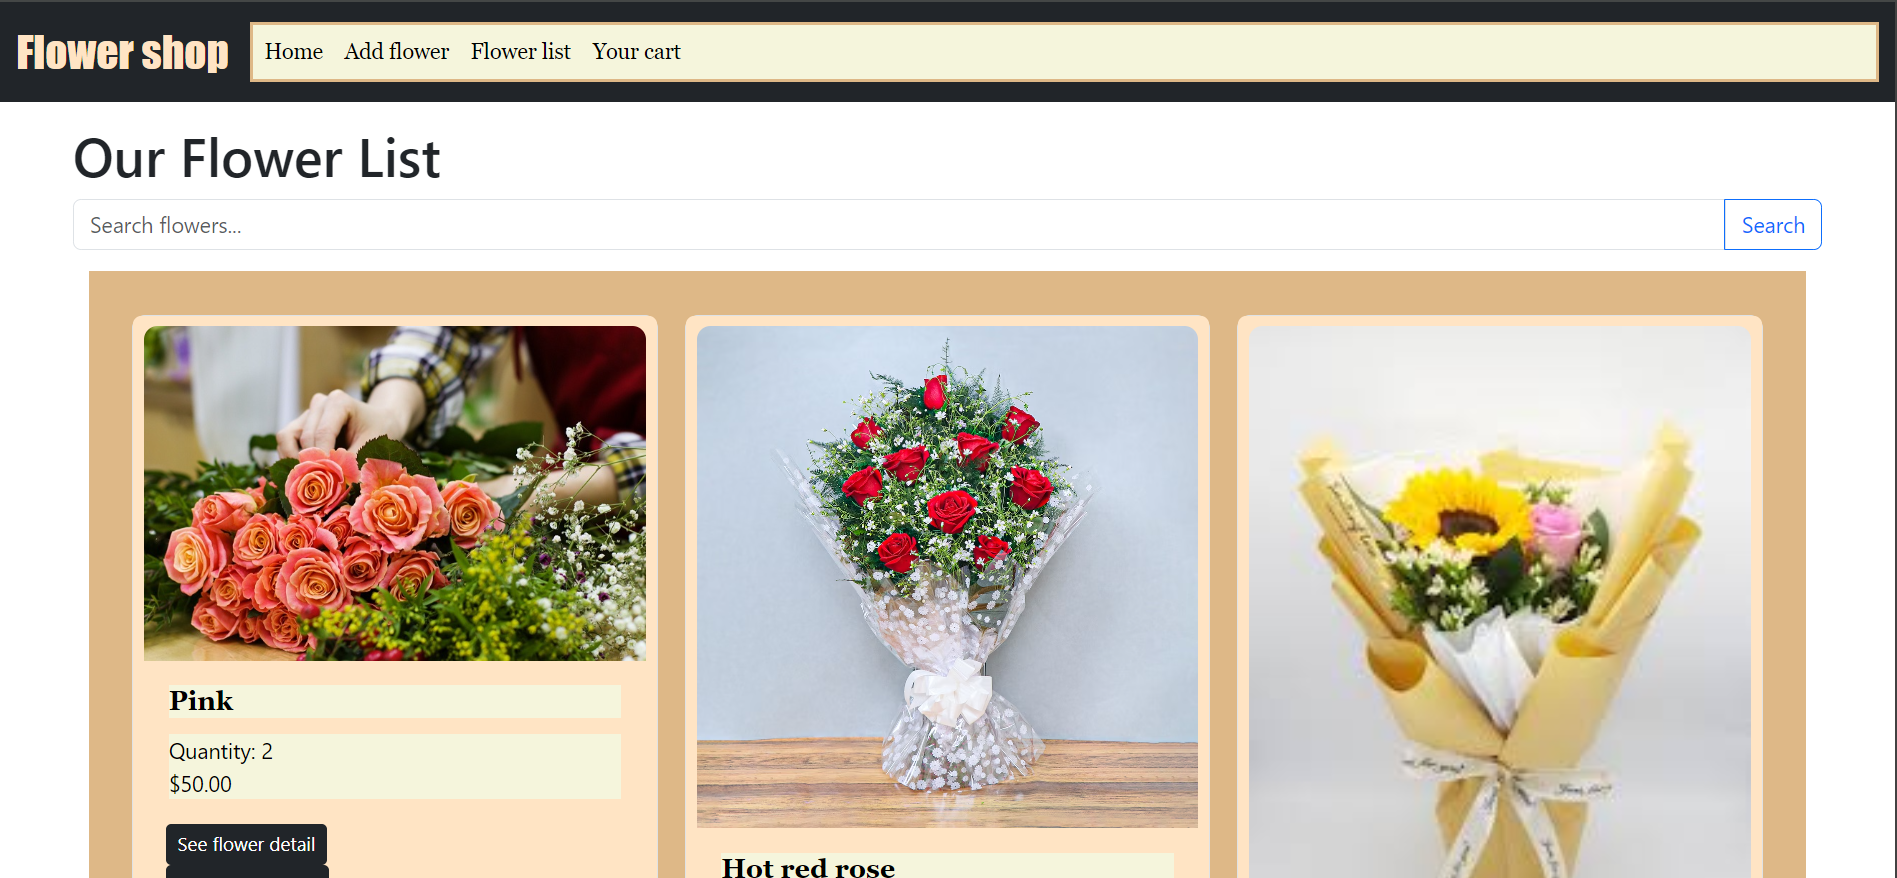 Flower shop
Home Add flower Flower list Your cart
Our Flower List
Search flowers...
Search
Pink
Quantity: 2
$50.00
See flower detail
Hot red rose